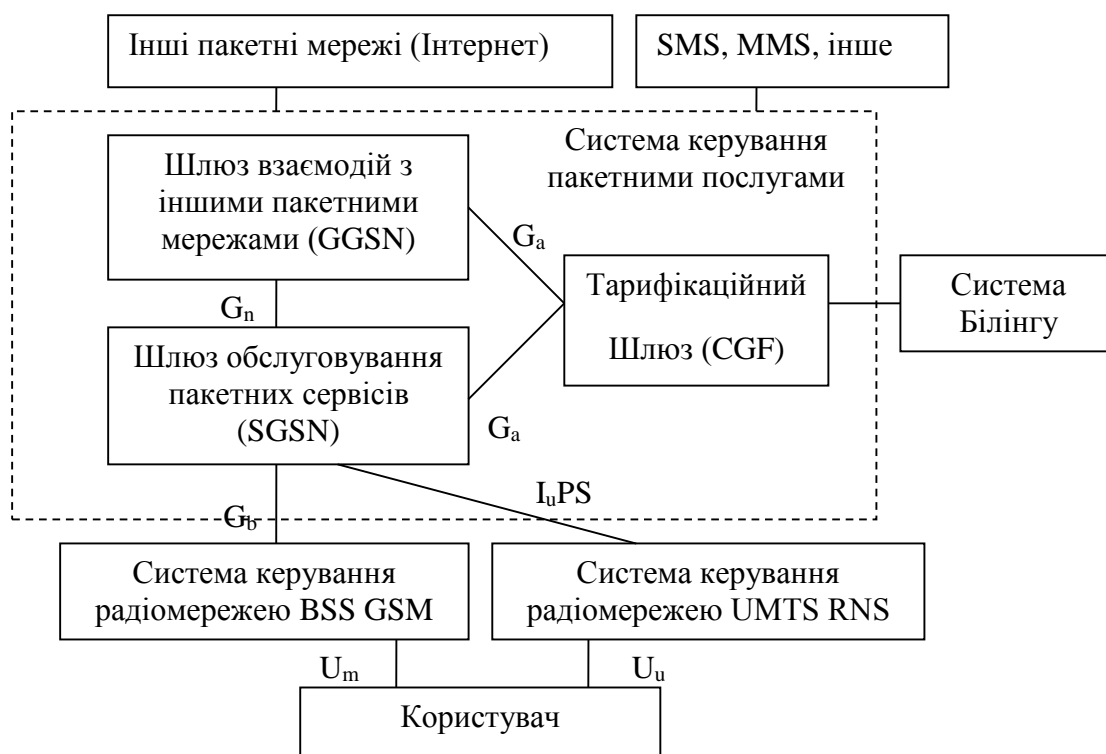 Інші пакетні мережі (Інтернет)
SMS, MMS, інше
Система керування
пакетними послугами
Шлюз взаємодій з
іншими пакетними
мережами (GGSN)
Gₐ
Тарифікаційний
Шлюз (CGF)
Система
Білінгу
Gₙ
Шлюз обслуговування
пакетних сервісів
(SGSN)
Gₐ
IᵤPS
G_b
Система керування
радіомережею BSS GSM
Система керування
радіомережею UMTS RNS
Uₘ
Uᵤ
Користувач